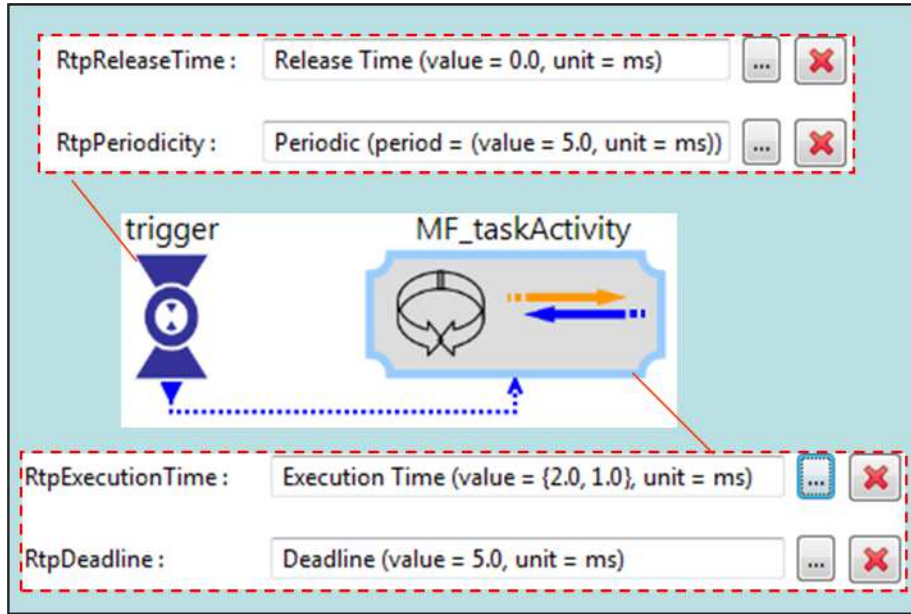 RtpReleaseTime : Release Time (value = 0.0, unit = ms) ...
RtpPeriodicity : Periodic (period = (value = 5.0, unit = ms)) ...
trigger MF_taskActivity
RtpExecutionTime : Execution Time (value = {2.0, 1.0}, unit = ms) ...
RtpDeadline : Deadline (value = 5.0, unit = ms) ...